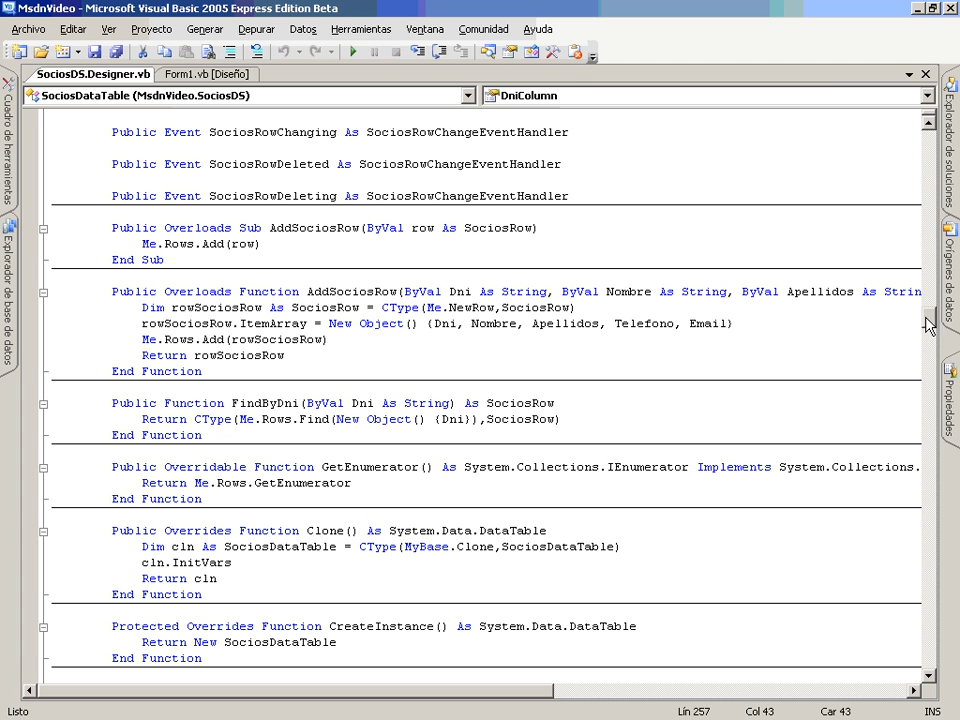 MsdnVideo - Microsoft Visual Basic 2005 Express Edition Beta
Archivo Editar Ver Proyecto Generar Depurar Datos Herramientas Ventana Comunidad Ayuda
SociosDS.Designer.vb Form1.vb [Diseño]
SociosDataTable (MsdnVideo.SociosDS) DniColumn
Cuadro de herramientas
Explorador de base de datos
Public Event SociosRowChanging As SociosRowChangeEventHandler
Public Event SociosRowDeleted As SociosRowChangeEventHandler
Public Event SociosRowDeleting As SociosRowChangeEventHandler
Public Overloads Sub AddSociosRow(ByVal row As SociosRow)
Me.Rows.Add(row)
End Sub
Public Overloads Function AddSociosRow(ByVal Dni As String, ByVal Nombre As String, ByVal Apellidos As Strin
Dim rowSociosRow As SociosRow = CType(Me.NewRow,SociosRow)
rowSociosRow.ItemArray = New Object() {Dni, Nombre, Apellidos, Telefono, Email}
Me.Rows.Add(rowSociosRow)
Return rowSociosRow
End Function
Public Function FindByDni(ByVal Dni As String) As SociosRow
Return CType(Me.Rows.Find(New Object() {Dni}),SociosRow)
End Function
Public Overridable Function GetEnumerator() As System.Collections.IEnumerator Implements System.Collections.
Return Me.Rows.GetEnumerator
End Function
Public Overrides Function Clone() As System.Data.DataTable
Dim cln As SociosDataTable = CType(MyBase.Clone,SociosDataTable)
cln.InitVars
Return cln
End Function
Protected Overrides Function CreateInstance() As System.Data.DataTable
Return New SociosDataTable
End Function
Explorador de soluciones
Orígenes de datos
Propiedades
Listo Lín 257 Col 43 Car 43 INS